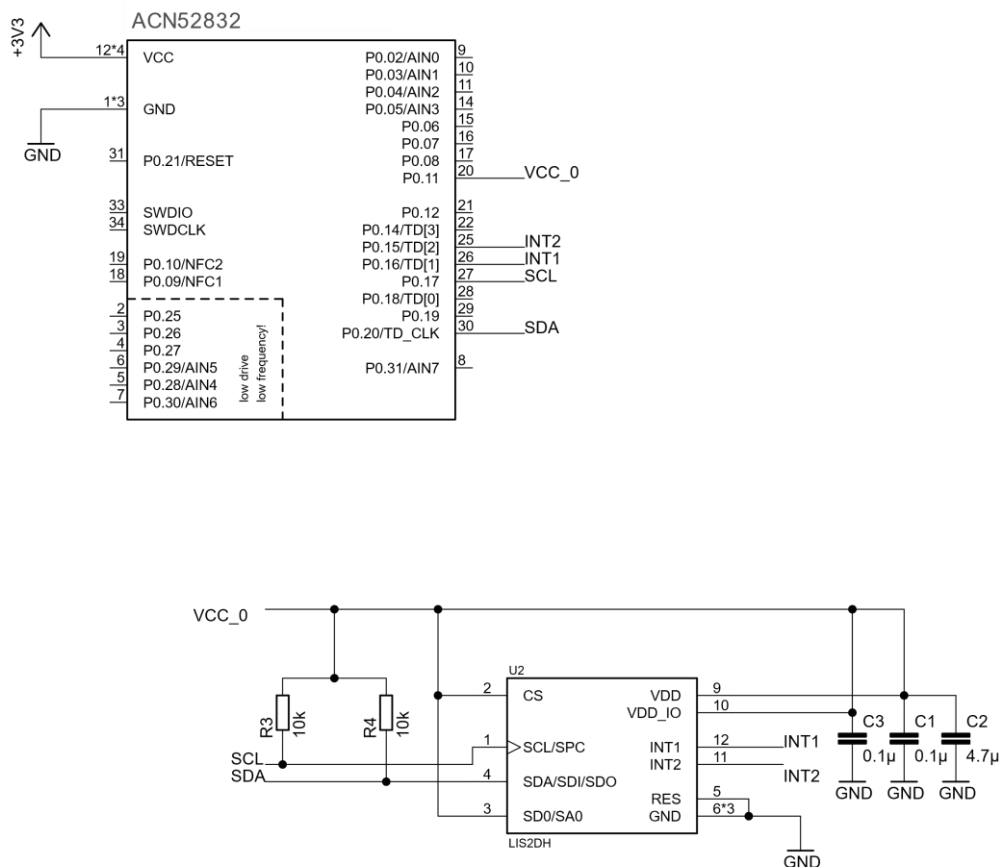 ACN52832
+3V3
12*4 VCC P0.02/AIN0 9
P0.03/AIN1 10
P0.04/AIN2 11
1*3 GND P0.05/AIN3 14
P0.06 15
P0.07 16
GND
31 P0.21/RESET P0.08 17
P0.11 20 VCC_0
33 SWDIO P0.12 21
34 SWDCLK P0.14/TD[3] 22
P0.15/TD[2] 25 INT2
19 P0.10/NFC2 P0.16/TD[1] 26 INT1
18 P0.09/NFC1 P0.17 27 SCL
P0.18/TD[0] 28
2 P0.25 P0.19 29
3 P0.26 P0.20/TD_CLK 30 SDA
4 P0.27
6 P0.29/AIN5 P0.31/AIN7 8
5 P0.28/AIN4
7 P0.30/AIN6
low drive
low frequency!
VCC_0
U2
2 CS VDD 9
VDD_IO 10
R3
10k
R4
10k
C3 C1 C2
0.1µ 0.1µ 4.7µ
1 SCL/SPC INT1 12 INT1
SCL
INT2 11
SDA
4 SDA/SDI/SDO INT2
GND GND GND
RES 5
3 SD0/SA0 GND 6*3
LIS2DH
GND